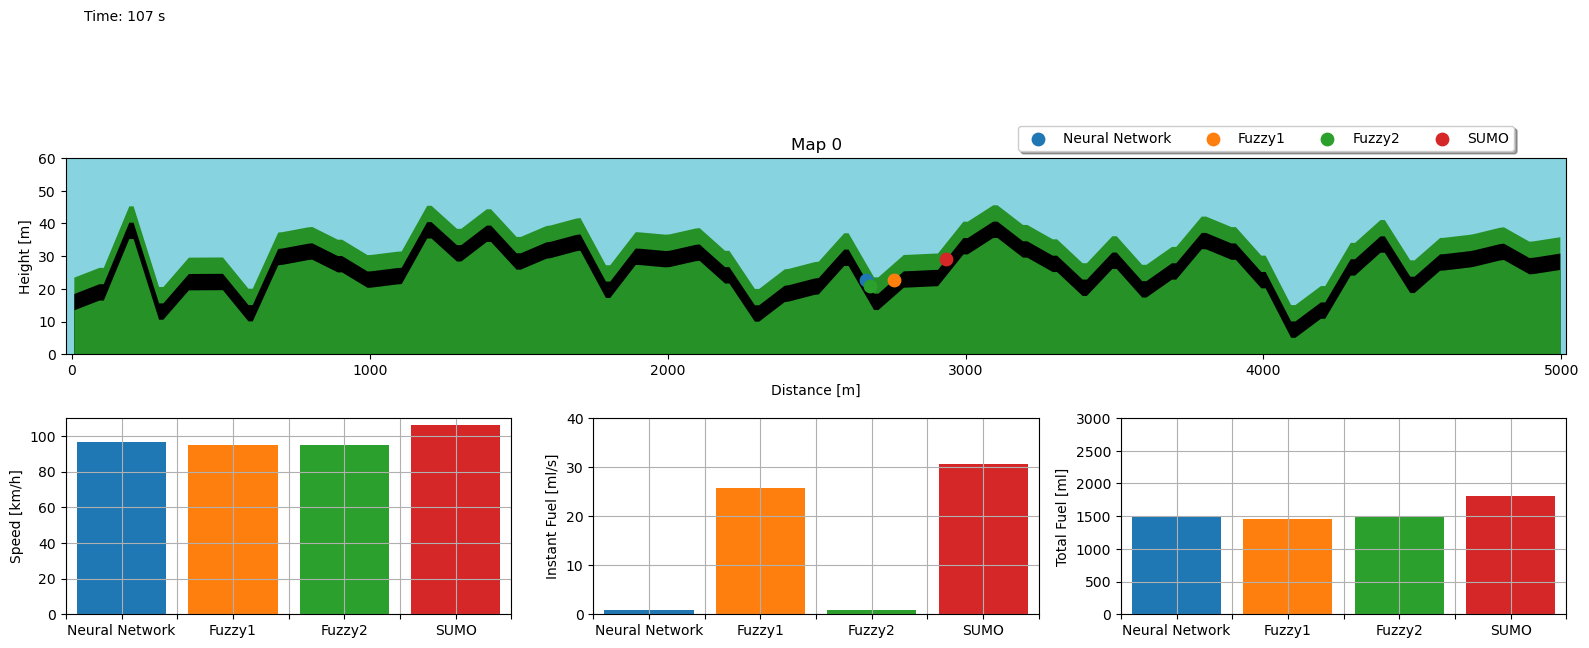 Time: 107 s
Map 0
Neural Network Fuzzy1 Fuzzy2 SUMO
Height [m]
60
50
40
30
20
10
0
0 1000 2000 3000 4000 5000
Distance [m]
Speed [km/h]
100
80
60
40
20
0
Neural Network Fuzzy1 Fuzzy2 SUMO
Instant Fuel [ml/s]
40
30
20
10
0
Neural Network Fuzzy1 Fuzzy2 SUMO
Total Fuel [ml]
3000
2500
2000
1500
1000
500
0
Neural Network Fuzzy1 Fuzzy2 SUMO